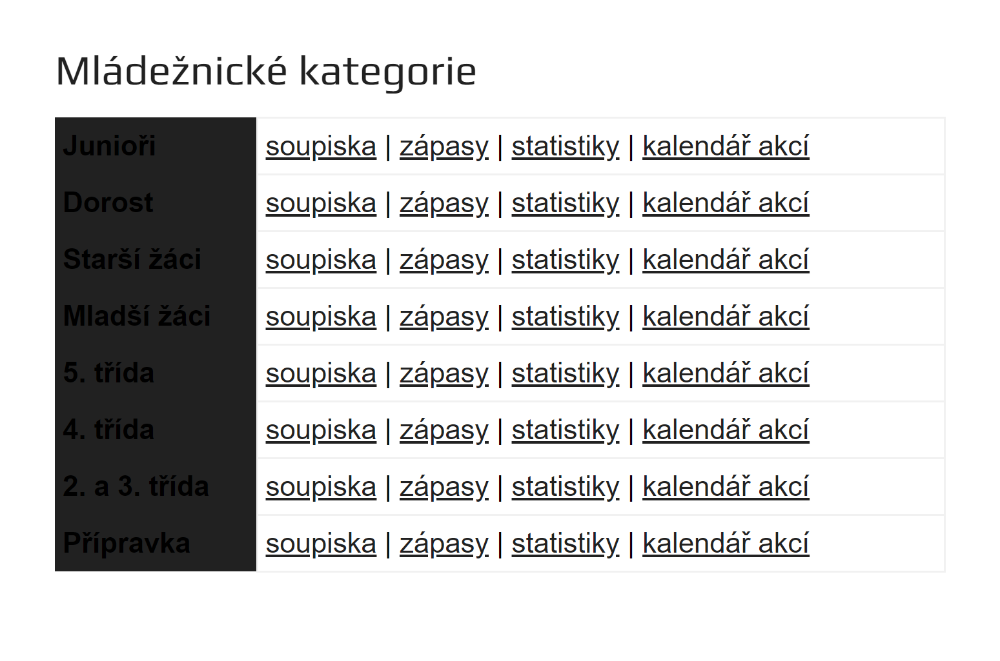 Mládežnické kategorie
Junioři soupiska | zápasy | statistiky | kalendář akcí
Dorost soupiska | zápasy | statistiky | kalendář akcí
Starší žáci soupiska | zápasy | statistiky | kalendář akcí
Mladší žáci soupiska | zápasy | statistiky | kalendář akcí
5. třída soupiska | zápasy | statistiky | kalendář akcí
4. třída soupiska | zápasy | statistiky | kalendář akcí
2. a 3. třída soupiska | zápasy | statistiky | kalendář akcí
Přípravka soupiska | zápasy | statistiky | kalendář akcí